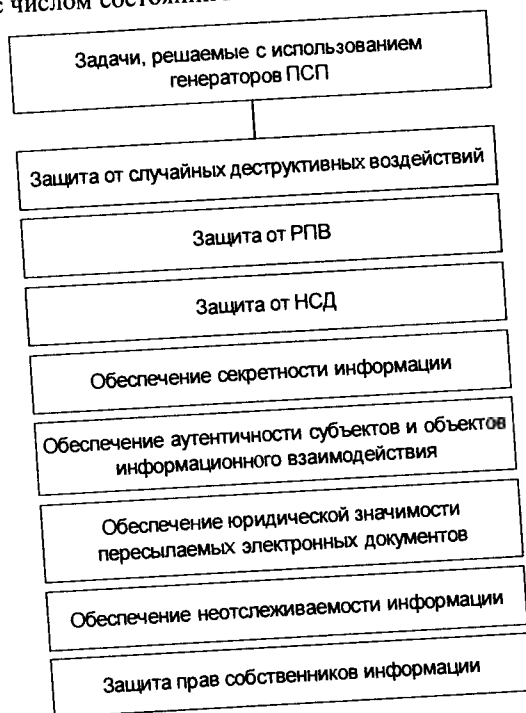 с числом состояний
Задачи, решаемые с использованием
генераторов ПСП
Защита от случайных деструктивных воздействий
Защита от РПВ
Защита от НСД
Обеспечение секретности информации
Обеспечение аутентичности субъектов и объектов
информационного взаимодействия
Обеспечение юридической значимости
пересылаемых электронных документов
Обеспечение неотслеживаемости информации
Защита прав собственников информации